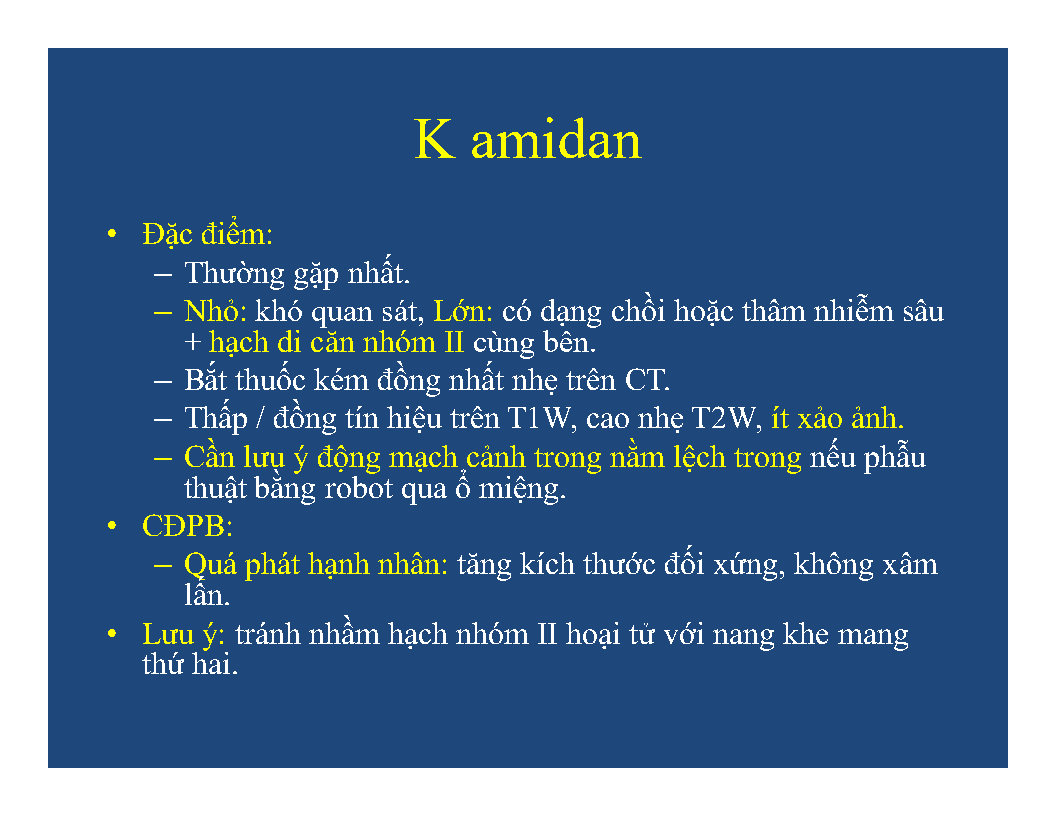 K amidan
• Đặc điểm:
– Thường gặp nhất.
– Nhỏ: khó quan sát, Lớn: có dạng chồi hoặc thâm nhiễm sâu
+ hạch di căn nhóm II cùng bên.
– Bắt thuốc kém đồng nhất nhẹ trên CT.
– Thấp / đồng tín hiệu trên T1W, cao nhẹ T2W, ít xảo ảnh.
– Cần lưu ý động mạch cảnh trong nằm lệch trong nếu phẫu
thuật bằng robot qua ổ miệng.
• CĐPB:
– Quá phát hạnh nhân: tăng kích thước đối xứng, không xâm
lấn.
• Lưu ý: tránh nhầm hạch nhóm II hoại tử với nang khe mang
thứ hai.